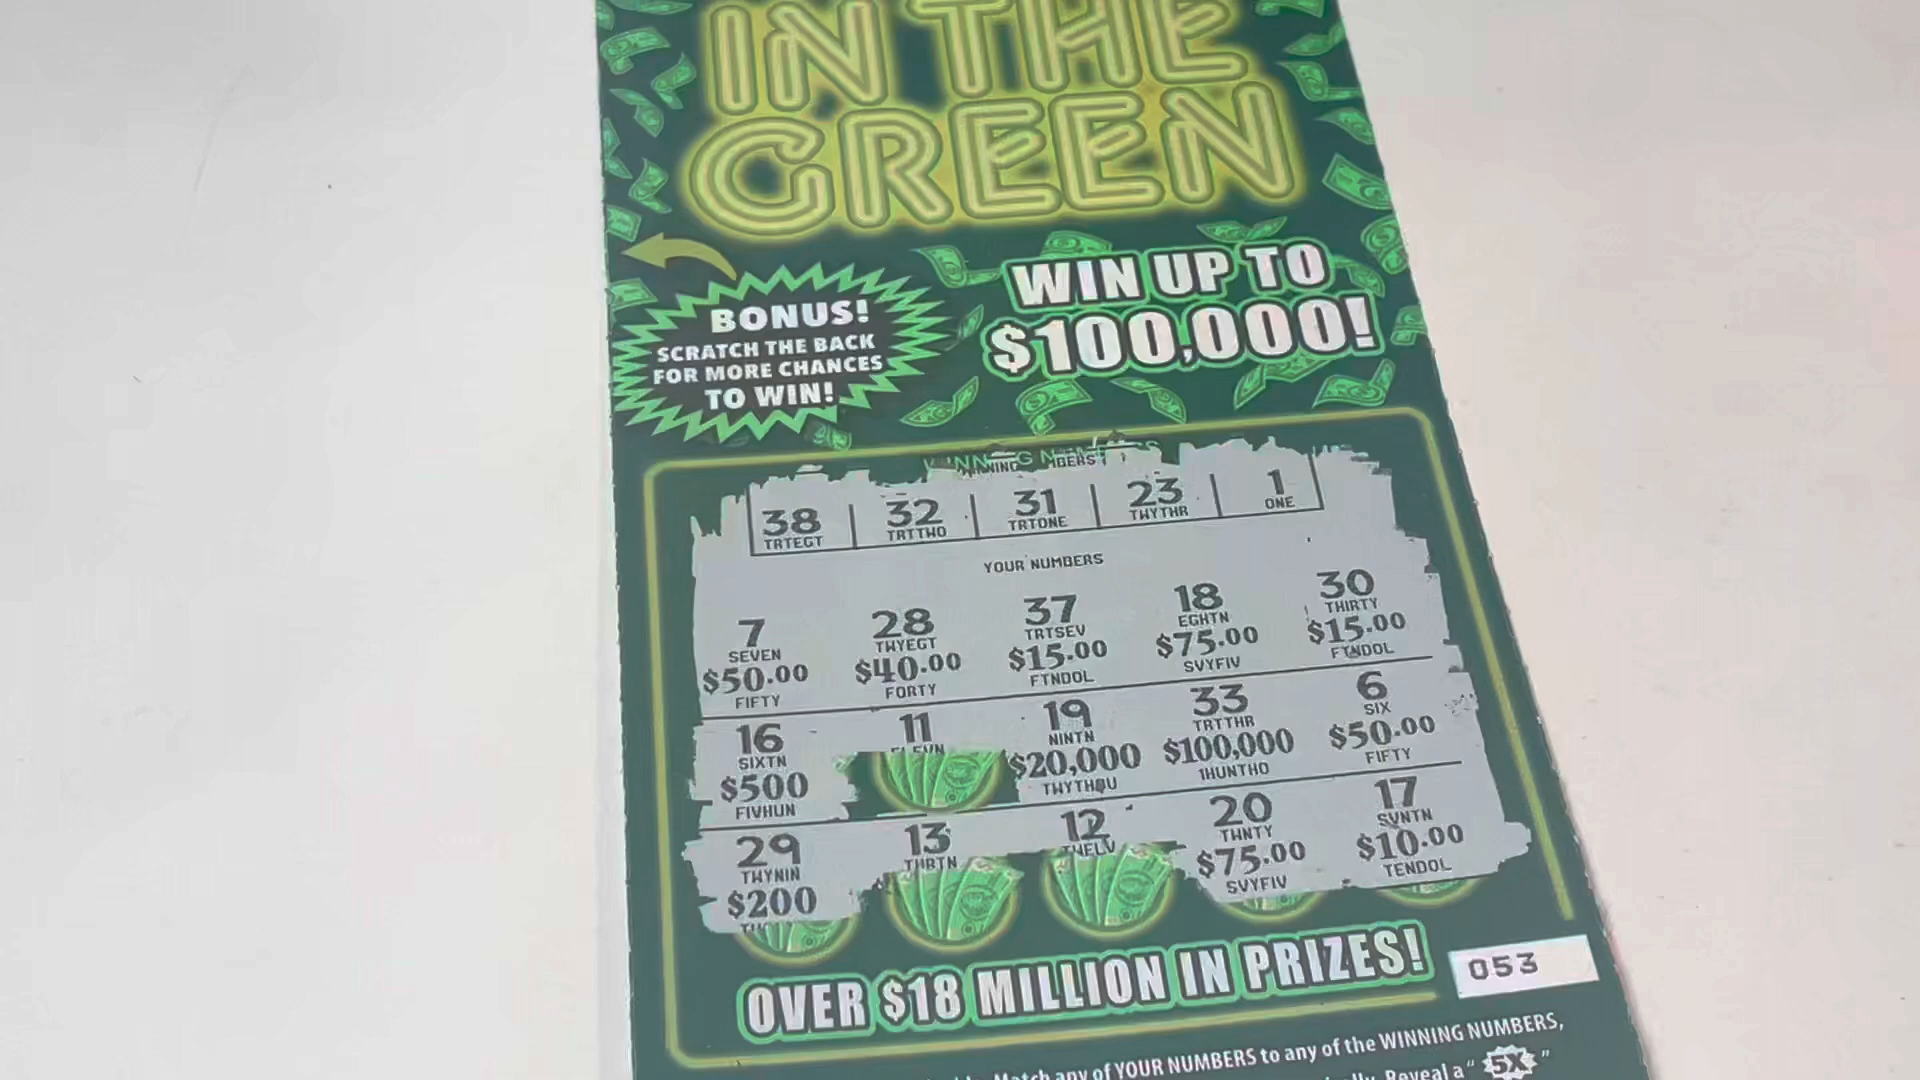 IN THE
GREEN
WIN UP TO
$100,000!
BONUS!
SCRATCH THE BACK
FOR MORE CHANCES
TO WIN!
38 32 31 23 1
TRTEGT TRTTWO TRTONE TWYTHR ONE
YOUR NUMBERS
7 28 37 18 30
SEVEN TWYEGT TRTSEV EGHTN THIRTY
$50.00 $40.00 $15.00 $75.00 $15.00
FIFTY FORTY FTNDOL SVYFIV FTNDOL
16 11 19 33 6
SIXTN ELEVN NINTN TRTTHR SIX
$500 $20,000 $100,000 $50.00
FIVHUN TWYTHOU 1HUNTHO FIFTY
29 13 12 20 17
TWYNIN THRTN TWELV TWNTY SVNTN
$200 $75.00 $10.00
SVYFIV TENDOL
OVER $18 MILLION IN PRIZES!
053
Match any of YOUR NUMBERS to any of the WINNING NUMBERS,
Reveal a "5X"